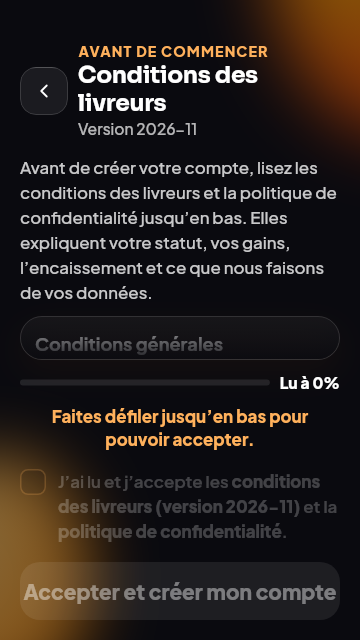 AVANT DE COMMENCER
Conditions des
livreurs
Version 2026-11
Avant de créer votre compte, lisez les
conditions des livreurs et la politique de
confidentialité jusqu’en bas. Elles
expliquent votre statut, vos gains,
l’encaissement et ce que nous faisons
de vos données.
Conditions générales
Lu à 0%
Faites défiler jusqu’en bas pour
pouvoir accepter.
J’ai lu et j’accepte les conditions
des livreurs (version 2026-11) et la
politique de confidentialité.
Accepter et créer mon compte